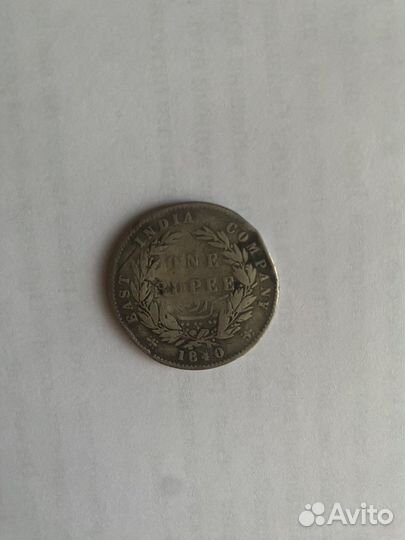 EAST INDIA COMPANY
ONE
RUPEE
1840
Avito